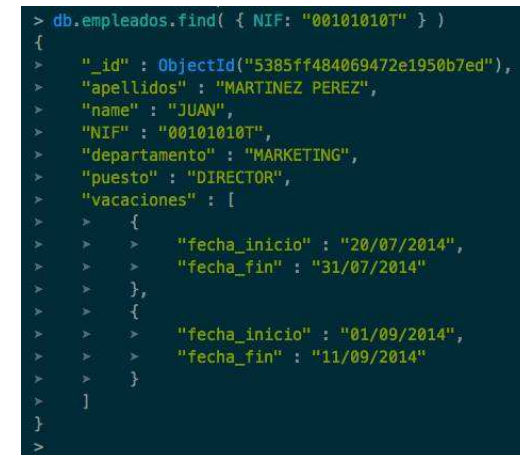 > db.empleados.find( { NIF: "00101010T" } )
{
➤ "_id" : ObjectId("5385ff484069472e1950b7ed"),
➤ "apellidos" : "MARTINEZ PEREZ",
➤ "name" : "JUAN",
➤ "NIF" : "00101010T",
➤ "departamento" : "MARKETING",
➤ "puesto" : "DIRECTOR",
➤ "vacaciones" : [
➤ ➤ {
➤ ➤ ➤ "fecha_inicio" : "20/07/2014",
➤ ➤ ➤ "fecha_fin" : "31/07/2014"
➤ ➤ },
➤ ➤ {
➤ ➤ ➤ "fecha_inicio" : "01/09/2014",
➤ ➤ ➤ "fecha_fin" : "11/09/2014"
➤ ➤ }
➤ ]
}
>